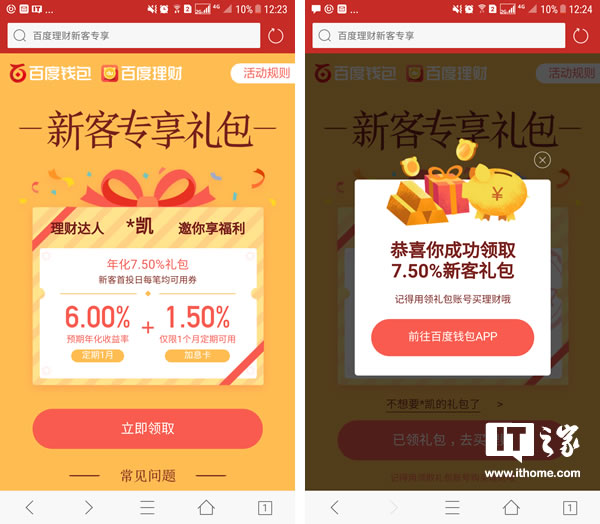 10% 12:23
百度理财新客专享
百度钱包 百度理财
活动规则
新客专享礼包
理财达人 *凯 邀你享福利
年化7.50%礼包
新客首投日每笔均可用券
6.00% + 1.50%
预期年化收益率 仅限1个月定期可用
定期1月 加息卡
立即领取
常见问题
1
10% 12:24
百度理财新客专享
百度钱包 百度理财
活动规则
新客专享礼包
恭喜你成功领取
7.50%新客礼包
记得用领礼包账号买理财哦
前往百度钱包APP
不想要*凯的礼包了 >
已领礼包，去买
IT之家
www.ithome.com
1